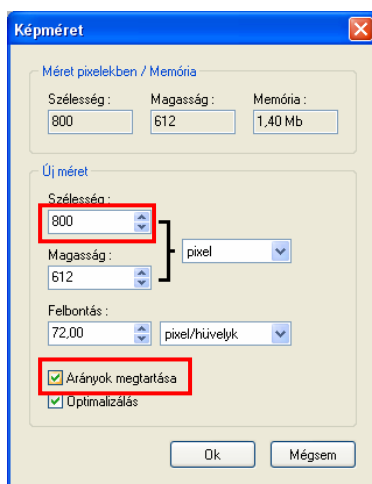 Képméret
Méret pixelekben / Memória
Szélesség : Magasság : Memória :
800 612 1,40 Mb
Új méret
Szélesség :
800
pixel
Magasság :
612
Felbontás :
72,00 pixel/hüvelyk
Arányok megtartása
Optimalizálás
Ok Mégsem